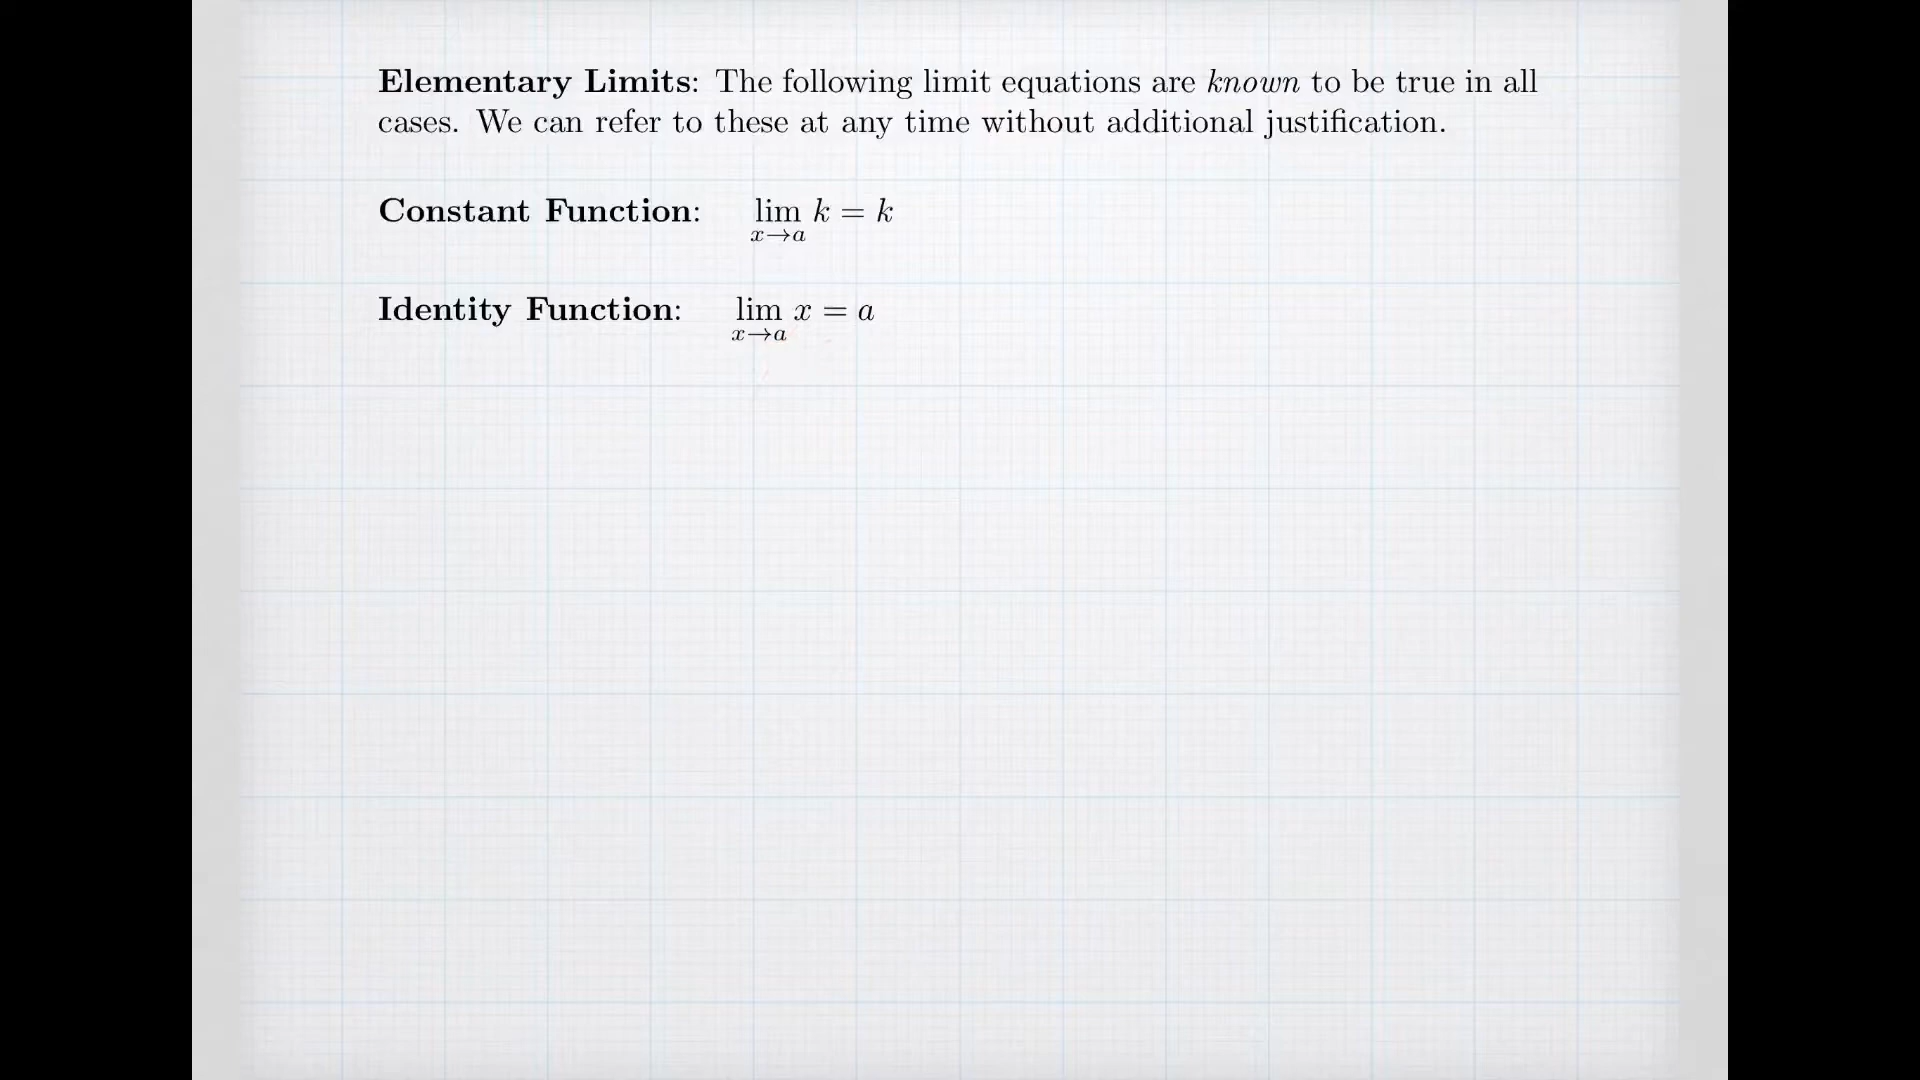 Elementary Limits: The following limit equations are known to be true in all
cases. We can refer to these at any time without additional justification.
Constant Function: lim k = k
x→a
Identity Function: lim x = a
x→a